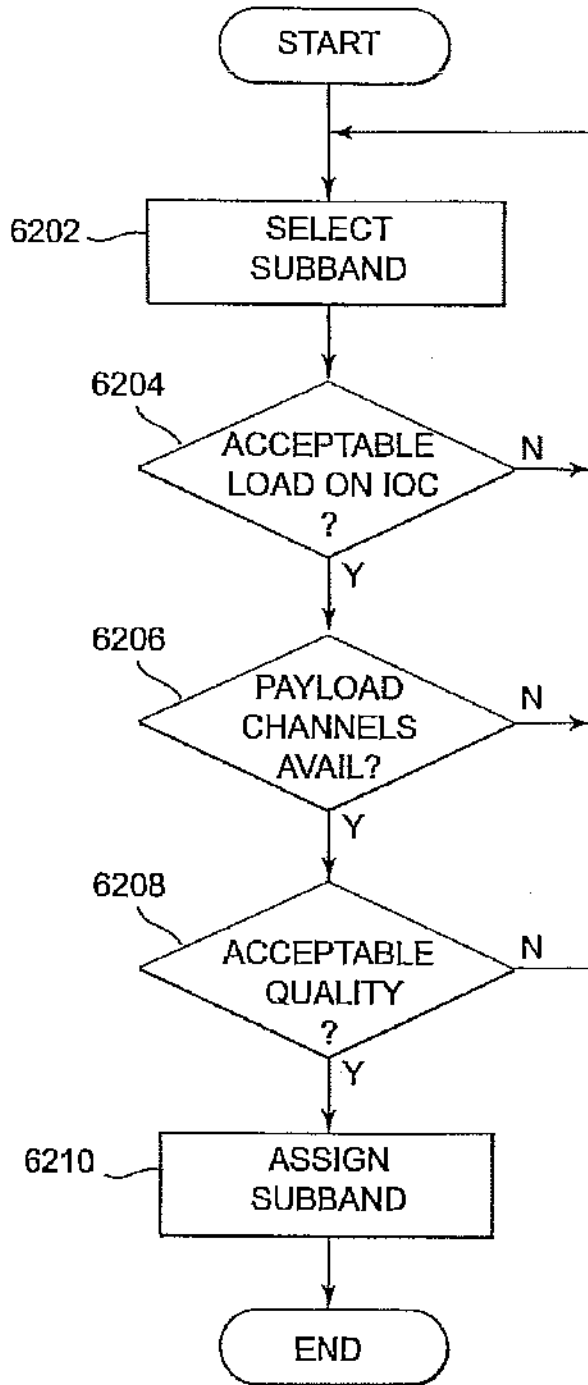 START
6202
SELECT
SUBBAND
6204
ACCEPTABLE
LOAD ON IOC
?
N
Y
6206
PAYLOAD
CHANNELS
AVAIL?
N
Y
6208
ACCEPTABLE
QUALITY
?
N
Y
6210
ASSIGN
SUBBAND
END